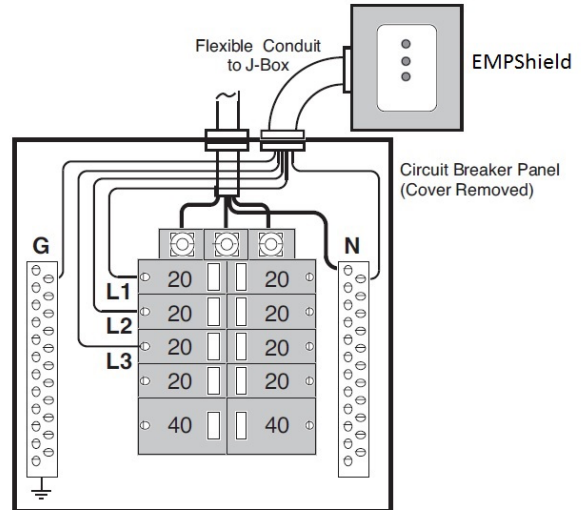 Flexible Conduit
to J-Box
EMPShield
Circuit Breaker Panel
(Cover Removed)
G
N
20 20
L1
20 20
L2
20 20
L3
20 20
40 40